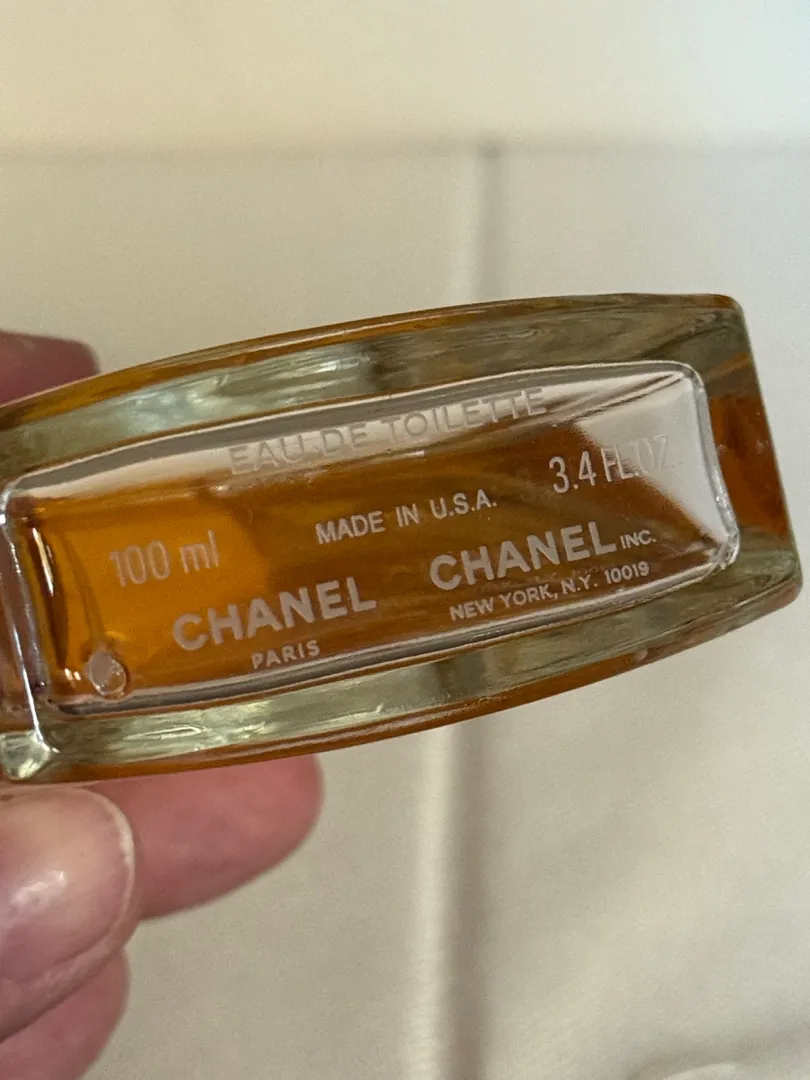 EAU DE TOILETTE
100 ml
MADE IN U.S.A.
3.4 FL.OZ.
CHANEL
PARIS
CHANEL INC.
NEW YORK, N.Y. 10019